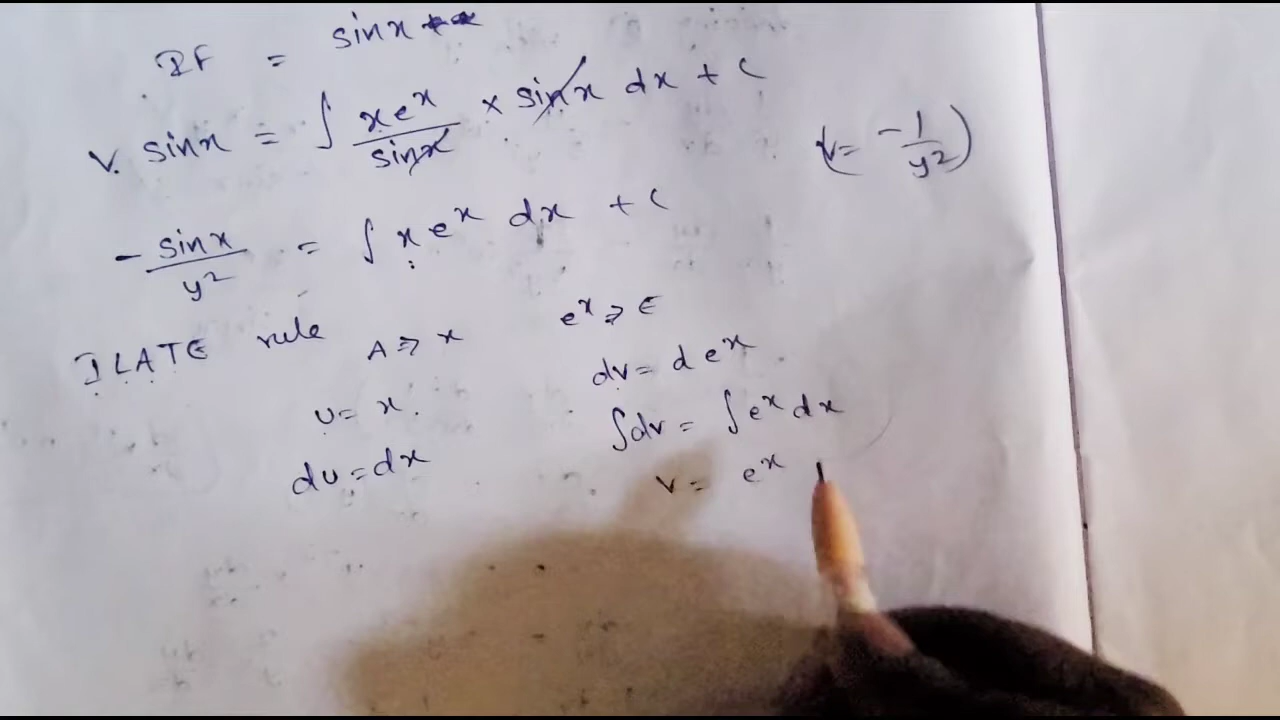 IF = sinx
V. sinx = ∫ xe^x/sinx × sinx dx + c
(V = -1/y²)
-sinx/y² = ∫ x e^x dx + c
ILATE rule A ⇒ x e^x ⇒ E
u = x. dv = d e^x
du = dx ∫dv = ∫e^x dx
v = e^x